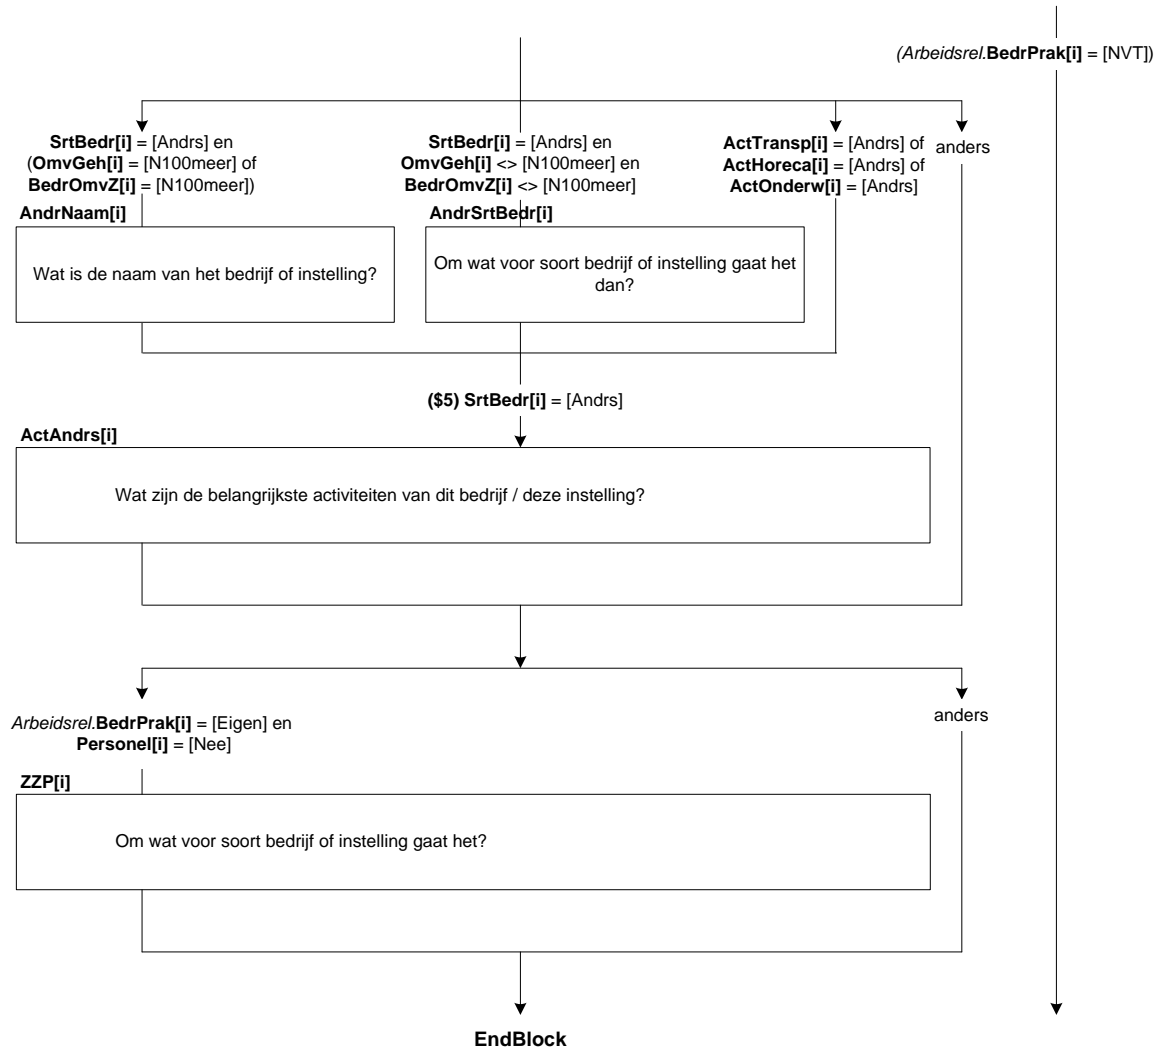 (Arbeidsrel.BedrPrak[i] = [NVT])
SrtBedr[i] = [Andrs] en
(OmvGeh[i] = [N100meer] of
BedrOmvZ[i] = [N100meer])
SrtBedr[i] = [Andrs] en
OmvGeh[i] <> [N100meer] en
BedrOmvZ[i] <> [N100meer]
ActTransp[i] = [Andrs] of
ActHoreca[i] = [Andrs] of
ActOnderw[i] = [Andrs]
anders
AndrNaam[i]
Wat is de naam van het bedrijf of instelling?
AndrSrtBedr[i]
Om wat voor soort bedrijf of instelling gaat het
dan?
($5) SrtBedr[i] = [Andrs]
ActAndrs[i]
Wat zijn de belangrijkste activiteiten van dit bedrijf / deze instelling?
Arbeidsrel.BedrPrak[i] = [Eigen] en
Personel[i] = [Nee]
anders
ZZP[i]
Om wat voor soort bedrijf of instelling gaat het?
EndBlock